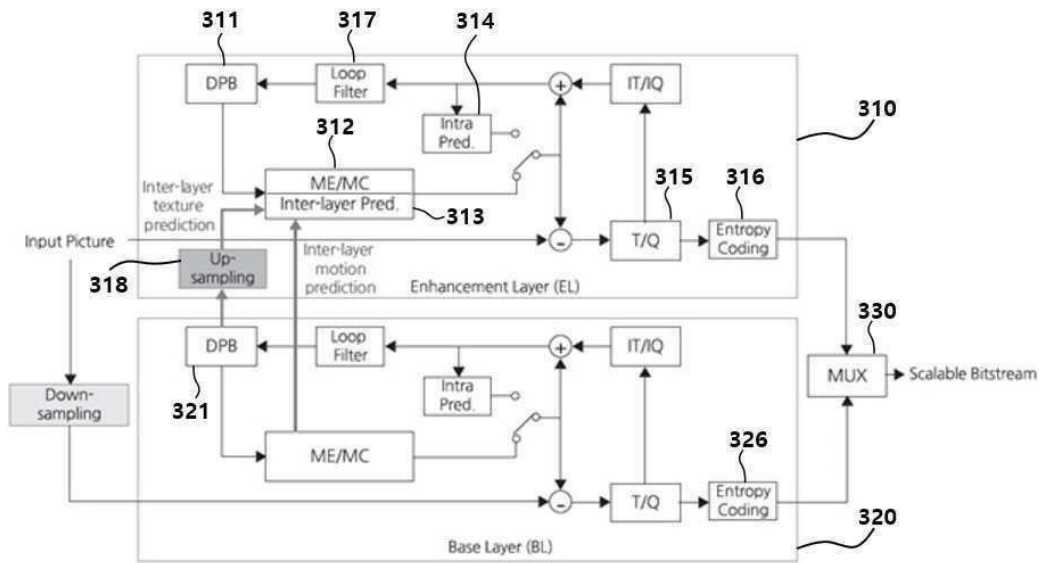 311
317
314
DPB
Loop
Filter
IT/IQ
+
312
Intra
Pred.
310
Inter-layer
texture
prediction
ME/MC
Inter-layer Pred.
313
315
316
Input Picture
-
T/Q
Entropy
Coding
318
Up-
sampling
Inter-layer
motion
prediction
Enhancement Layer (EL)
330
DPB
Loop
Filter
+
IT/IQ
MUX
Scalable Bitstream
Down-
sampling
321
Intra
Pred.
ME/MC
326
-
T/Q
Entropy
Coding
320
Base Layer (BL)